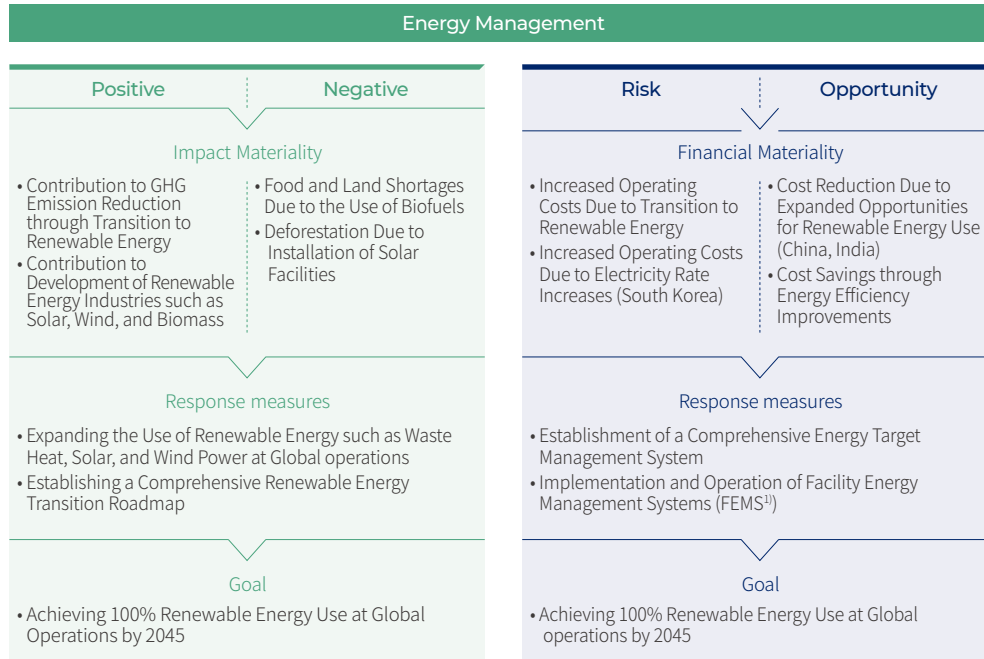 Energy Management
Positive
Negative
Impact Materiality
• Contribution to GHG
Emission Reduction
through Transition to
Renewable Energy
• Contribution to
Development of Renewable
Energy Industries such as
Solar, Wind, and Biomass
• Food and Land Shortages
Due to the Use of Biofuels
• Deforestation Due to
Installation of Solar
Facilities
Response measures
• Expanding the Use of Renewable Energy such as Waste
Heat, Solar, and Wind Power at Global operations
• Establishing a Comprehensive Renewable Energy
Transition Roadmap
Goal
• Achieving 100% Renewable Energy Use at Global
Operations by 2045
Risk
Opportunity
Financial Materiality
• Increased Operating
Costs Due to Transition to
Renewable Energy
• Increased Operating Costs
Due to Electricity Rate
Increases (South Korea)
• Cost Reduction Due to
Expanded Opportunities
for Renewable Energy Use
(China, India)
• Cost Savings through
Energy Efficiency
Improvements
Response measures
• Establishment of a Comprehensive Energy Target
Management System
• Implementation and Operation of Facility Energy
Management Systems (FEMS1))
Goal
• Achieving 100% Renewable Energy Use at Global
operations by 2045